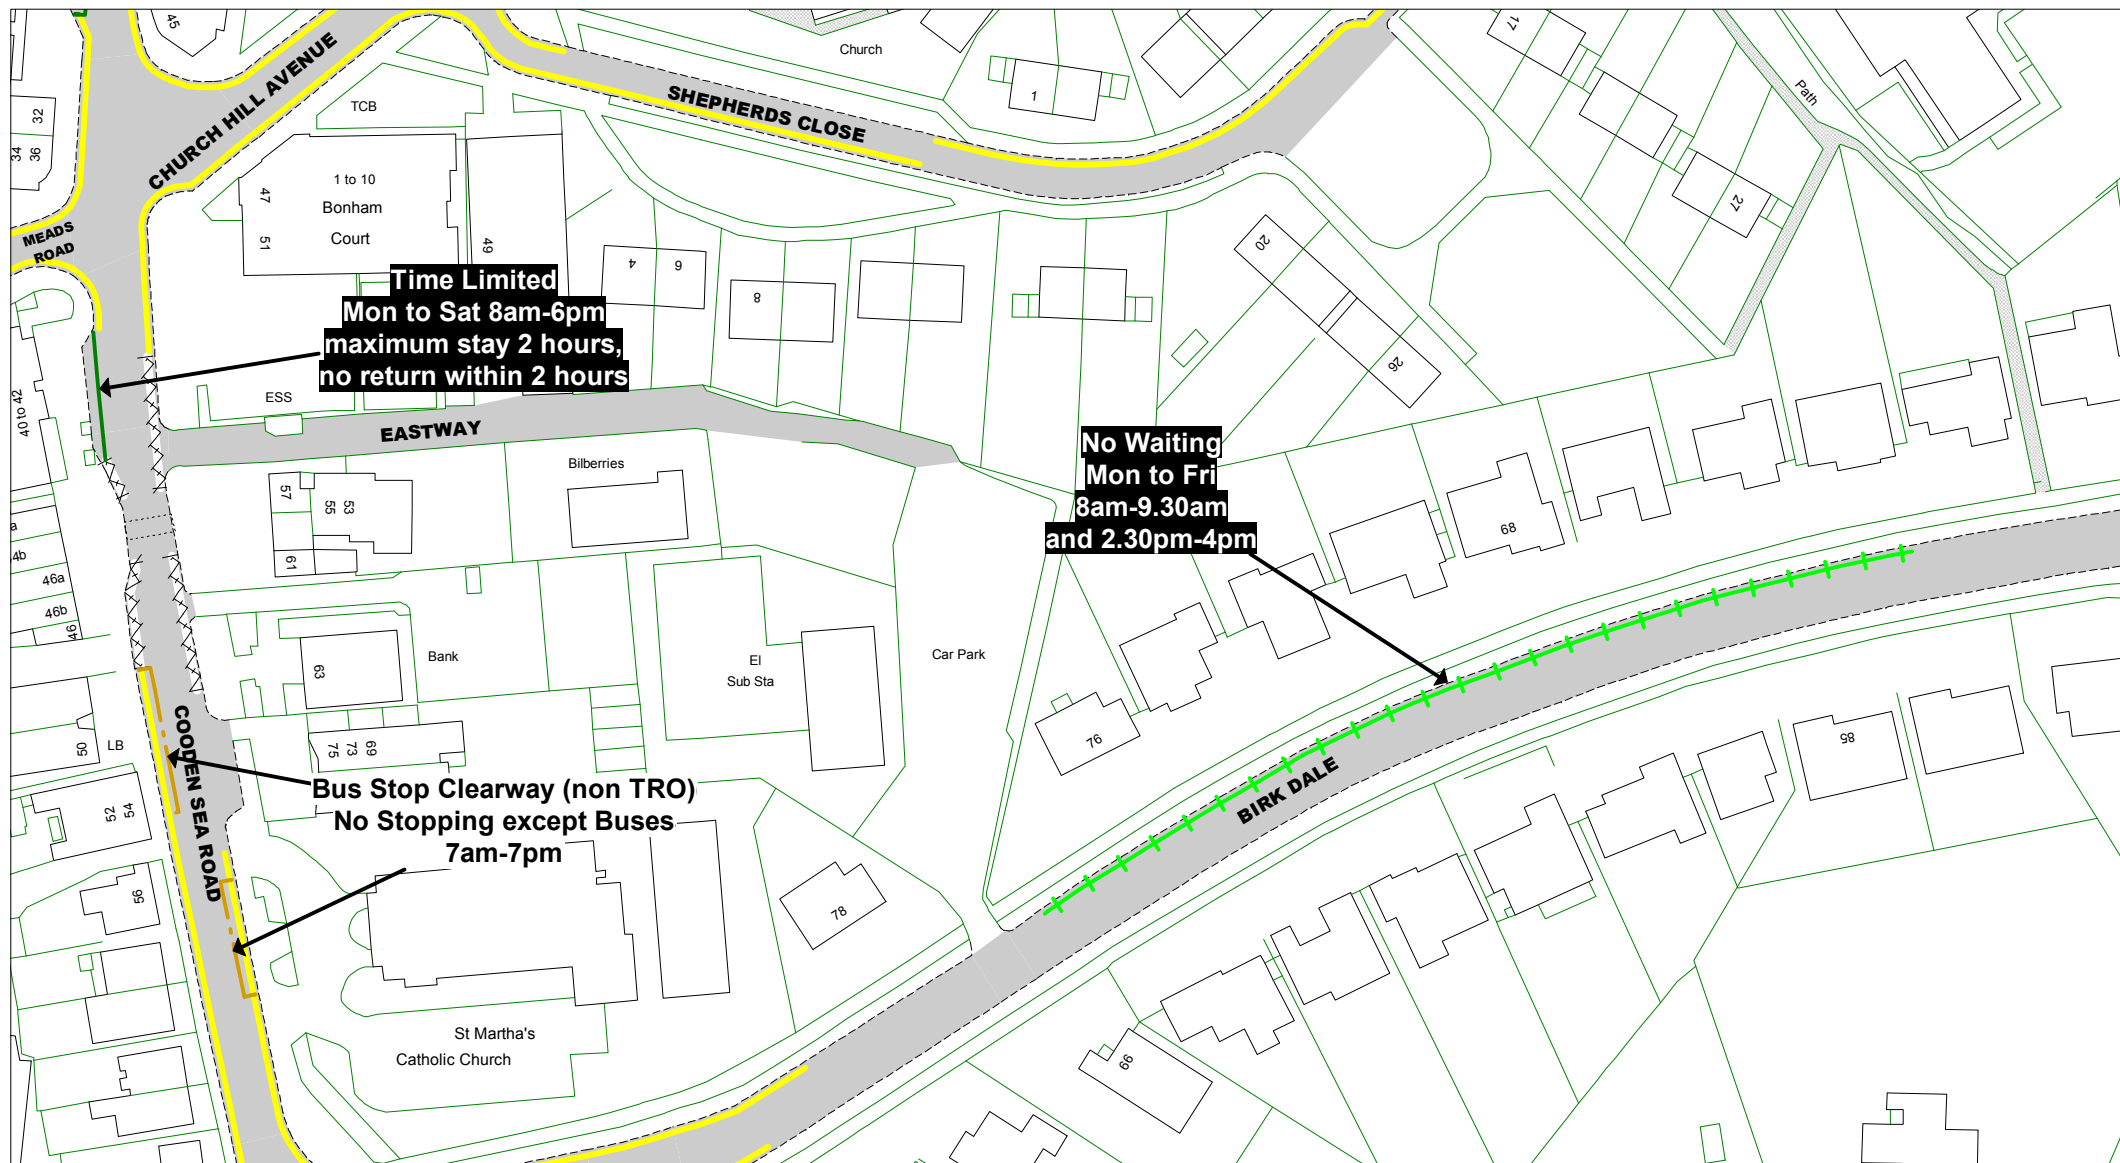 45
CHURCH HILL AVENUE
Church
17
Path
32
34
36
TCB
SHEPHERDS CLOSE
1
1 to 10
Bonham
Court
47
51
49
27
MEADS
ROAD
20
4
6
8
26
Time Limited
Mon to Sat 8am-6pm
maximum stay 2 hours,
no return within 2 hours
40 to 42
ESS
EASTWAY
No Waiting
Mon to Fri
8am-9.30am
and 2.30pm-4pm
Bilberries
57
55
53
61
68
a
4b
46a
46b
46
63
Bank
El
Sub Sta
Car Park
76
50
LB
COODEN SEA ROAD
75
73
69
85
Bus Stop Clearway (non TRO)
No Stopping except Buses
7am-7pm
52
54
56
BIRK DALE
78
St Martha's
Catholic Church
99